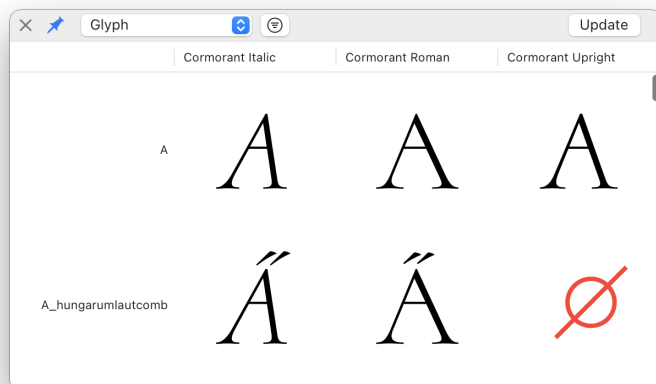 Glyph Update
Cormorant Italic Cormorant Roman Cormorant Upright
A A A A
A_hungarumlautcomb A̋ A̋